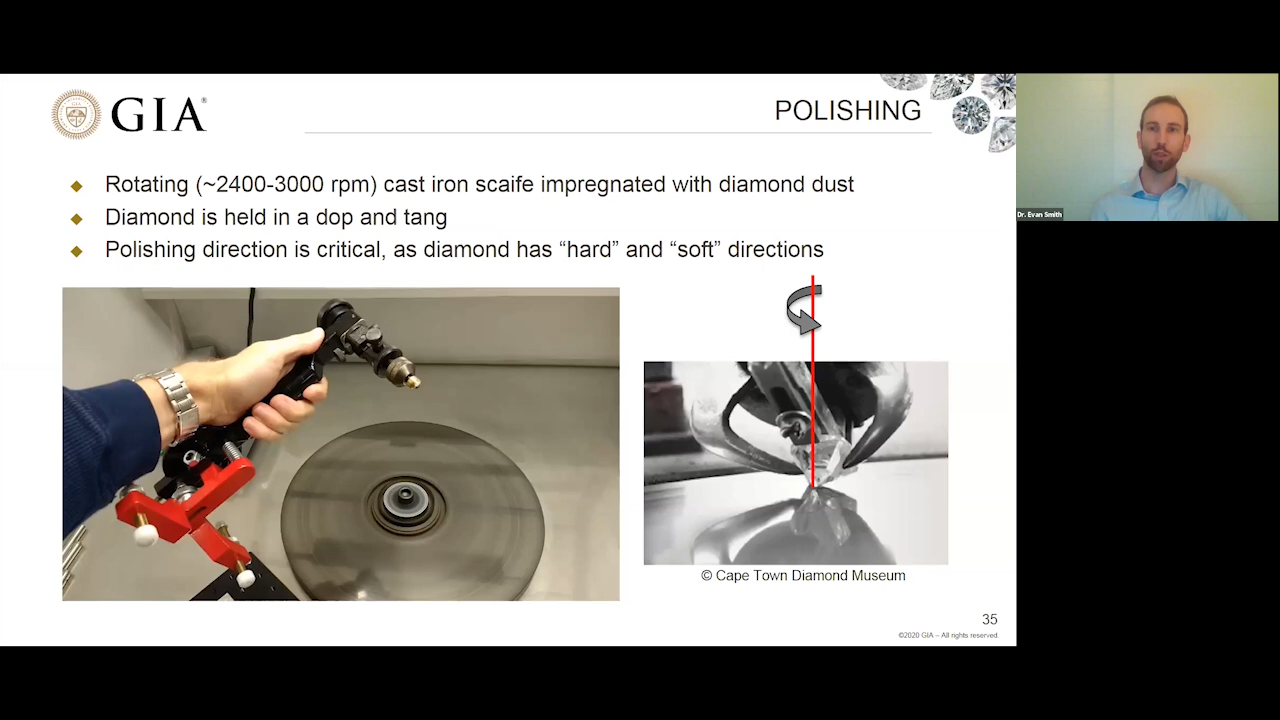 GIA®
POLISHING
Rotating (~2400-3000 rpm) cast iron scaife impregnated with diamond dust
Diamond is held in a dop and tang
Polishing direction is critical, as diamond has “hard” and “soft” directions
© Cape Town Diamond Museum
35
©2020 GIA – All rights reserved.
Dr. Evan Smith